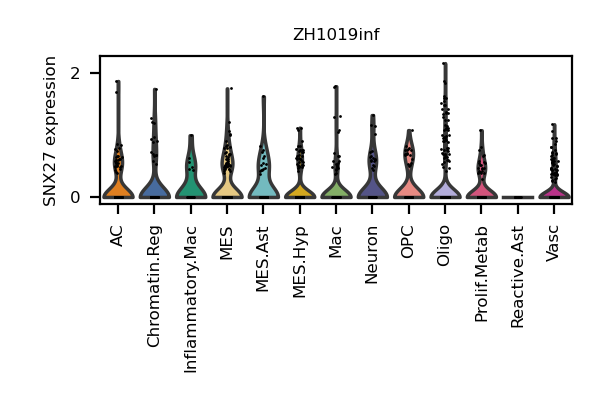 ZH1019inf
SNX27 expression
2
0
AC
Chromatin.Reg
Inflammatory.Mac
MES
MES.Ast
MES.Hyp
Mac
Neuron
OPC
Oligo
Prolif.Metab
Reactive.Ast
Vasc